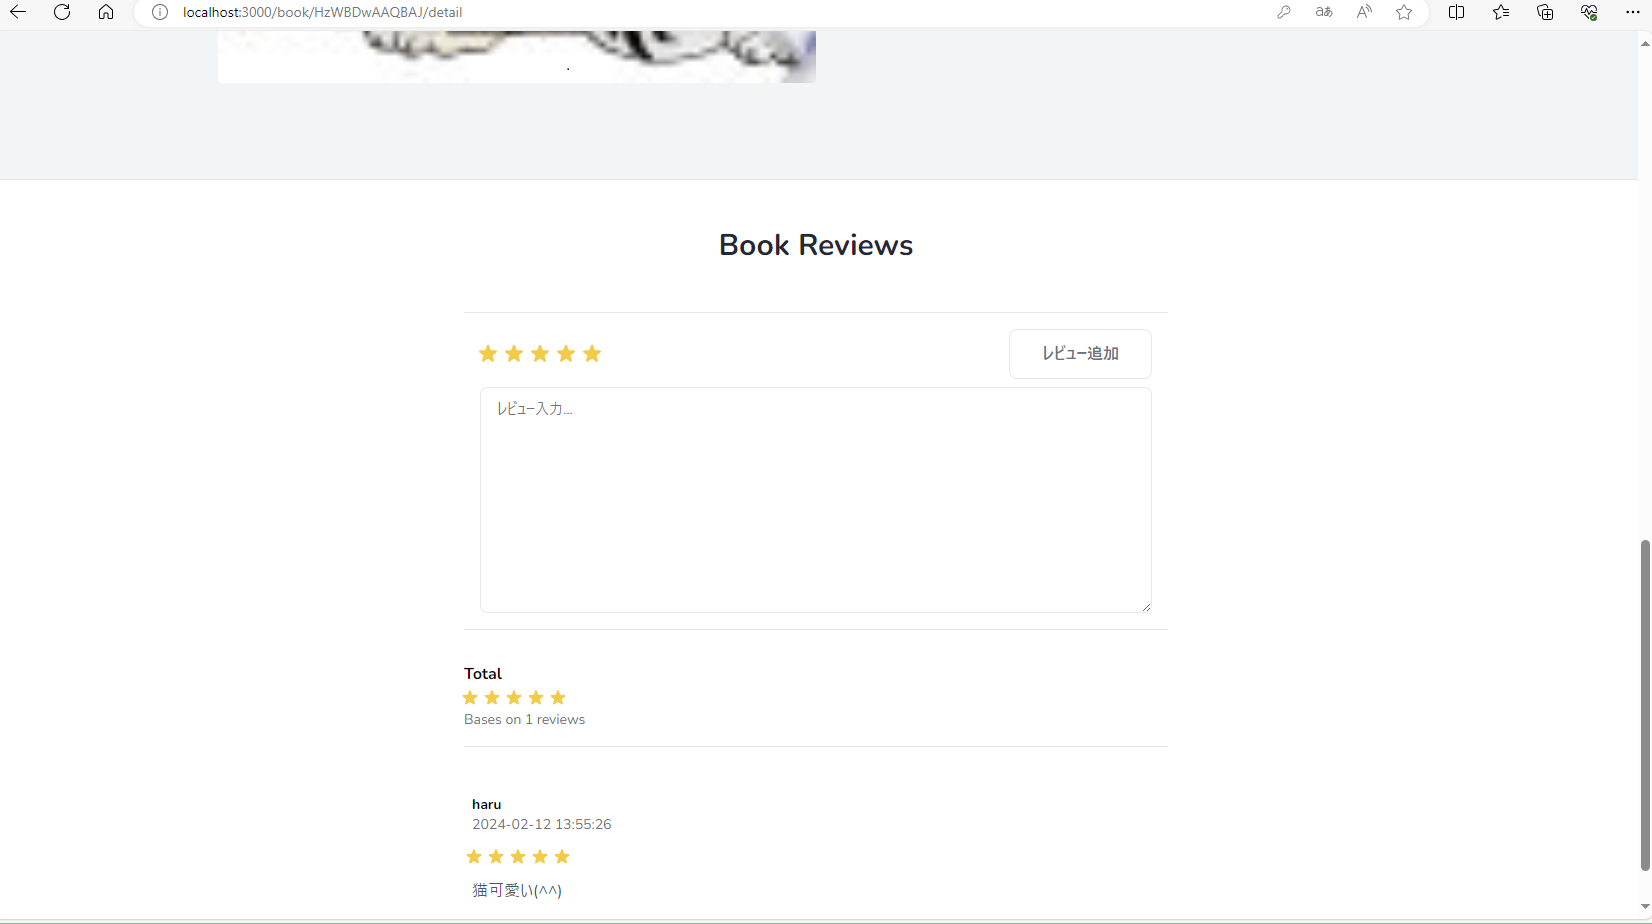 localhost:3000/book/HzWBDwAAQBAJ/detail
Book Reviews
レビュー追加
レビュー入力...
Total
Bases on 1 reviews
haru
2024-02-12 13:55:26
猫可愛い(^^)